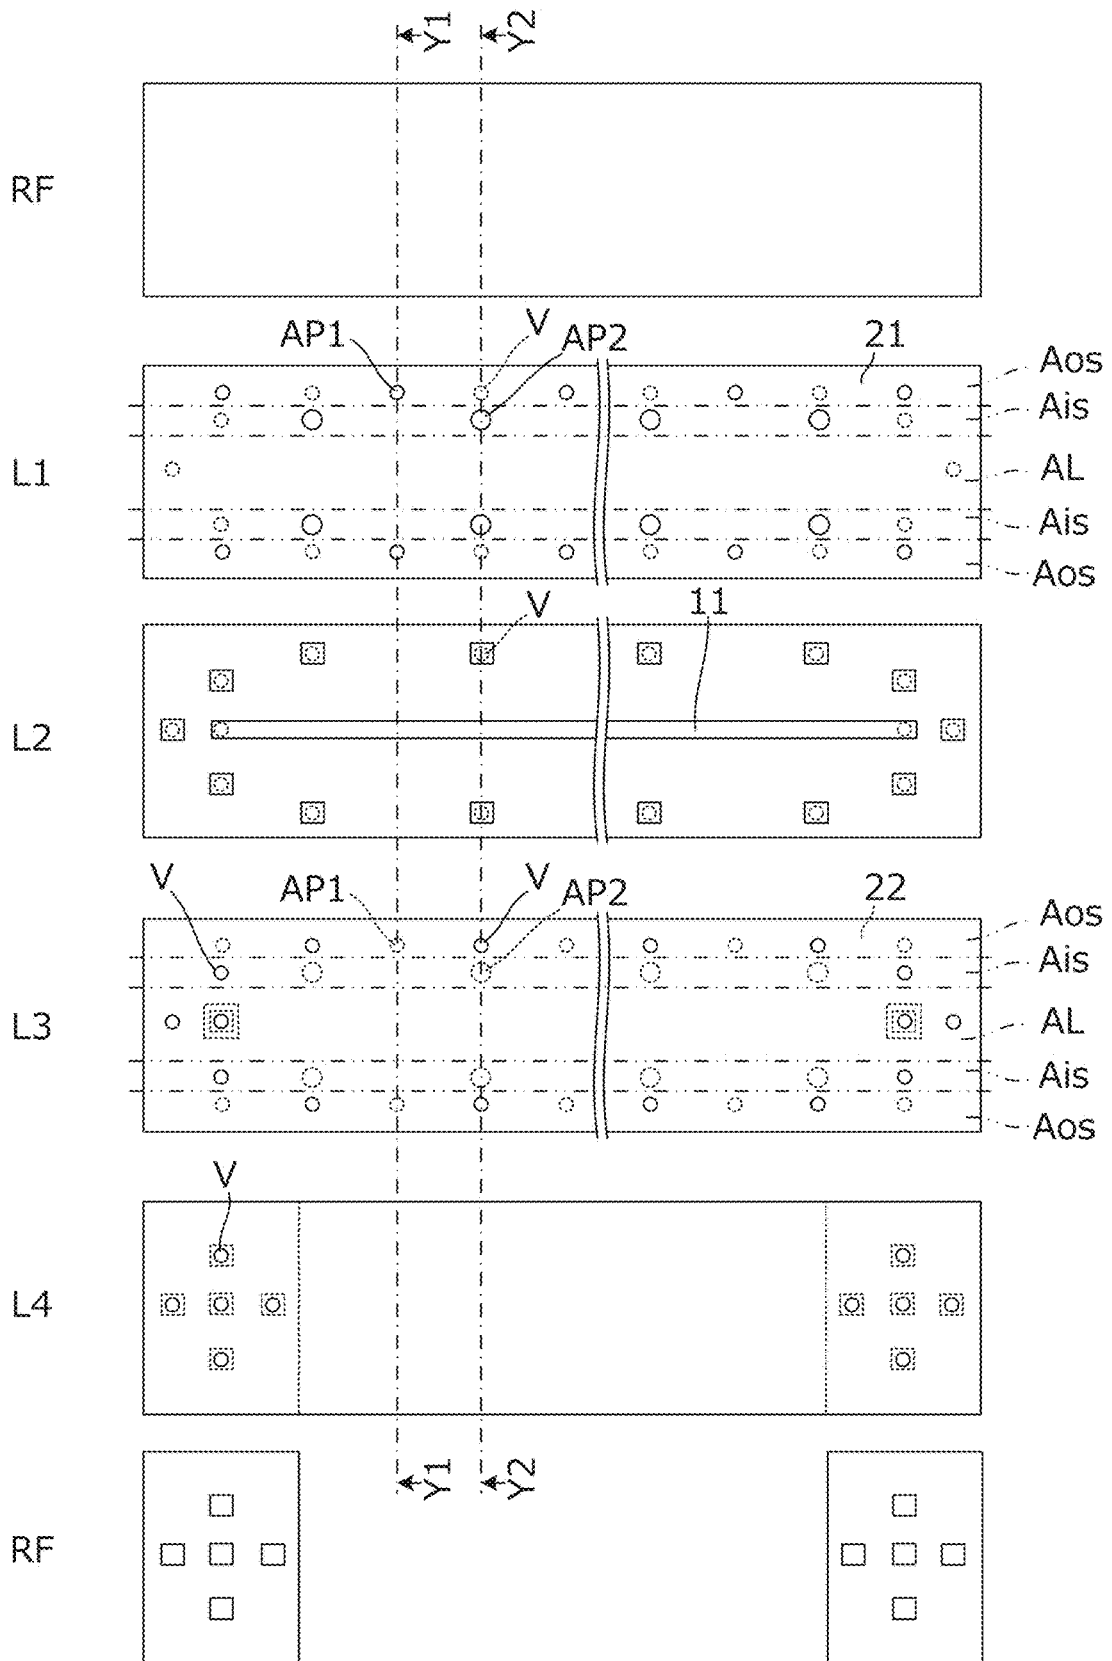 Y1 Y2
RF
AP1 V AP2 21 Aos
Ais
L1 AL
Ais
Aos
V 11
L2
V AP1 V AP2 22 Aos
Ais
L3 AL
Ais
Aos
V
L4
Y1 Y2
RF